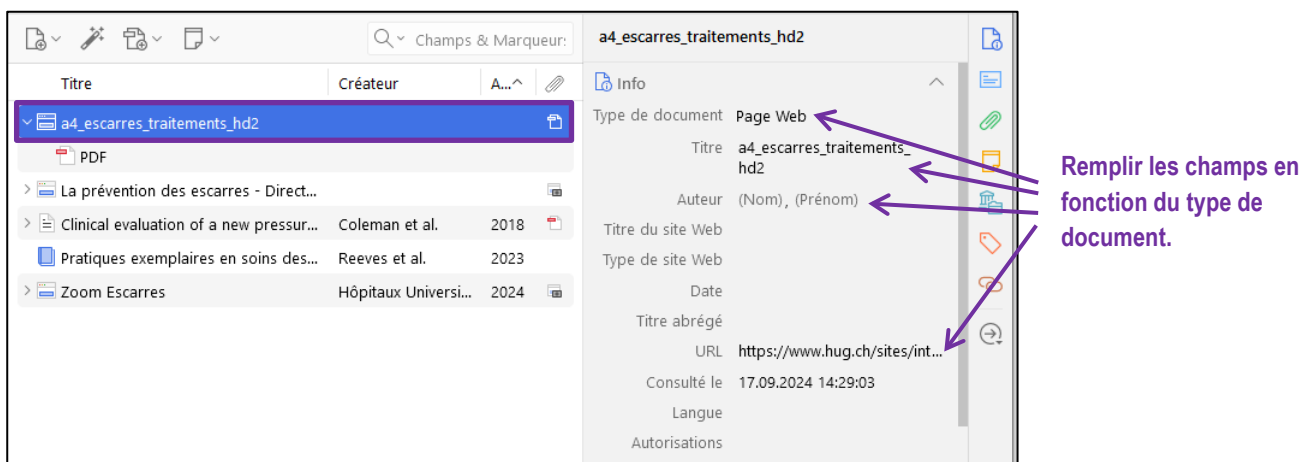 Champs & Marqueur:
Titre Créateur A...
a4_escarres_traitements_hd2
PDF
La prévention des escarres - Direct...
Clinical evaluation of a new pressur... Coleman et al. 2018
Pratiques exemplaires en soins des... Reeves et al. 2023
Zoom Escarres Hôpitaux Universi... 2024
a4_escarres_traitements_hd2
Info
Type de document Page Web
Titre a4_escarres_traitements_
hd2
Auteur (Nom), (Prénom)
Titre du site Web
Type de site Web
Date
Titre abrégé
URL https://www.hug.ch/sites/int...
Consulté le 17.09.2024 14:29:03
Langue
Autorisations
Remplir les champs en
fonction du type de
document.